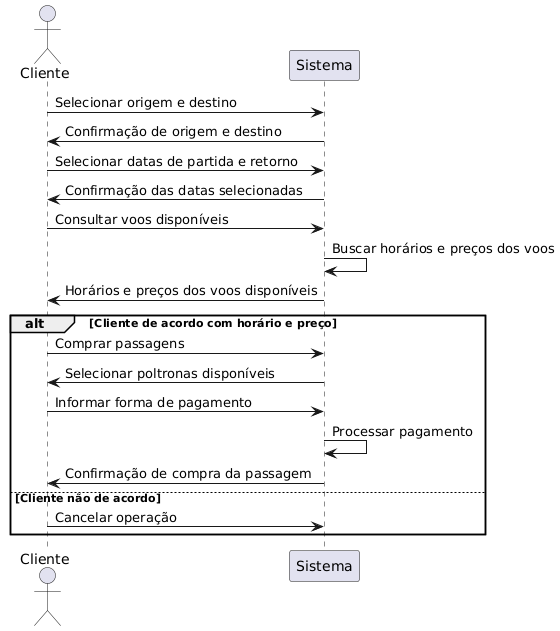 Cliente
Sistema
Selecionar origem e destino
Confirmação de origem e destino
Selecionar datas de partida e retorno
Confirmação das datas selecionadas
Consultar voos disponíveis
Buscar horários e preços dos voos
Horários e preços dos voos disponíveis
alt [Cliente de acordo com horário e preço]
Comprar passagens
Selecionar poltronas disponíveis
Informar forma de pagamento
Processar pagamento
Confirmação de compra da passagem
[Cliente não de acordo]
Cancelar operação
Cliente
Sistema